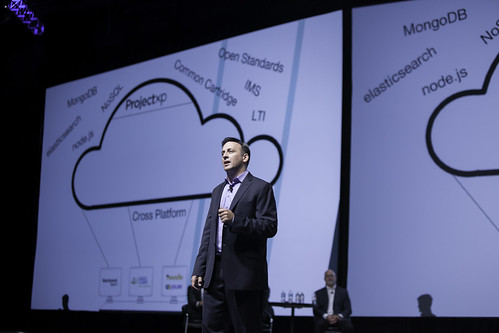 MongoDB
NoSQL
elasticsearch
node.js
Projectxp
Open Standards
Common Cartridge
IMS
LTI
Cross Platform
MongoDB
elasticsearch
node.js